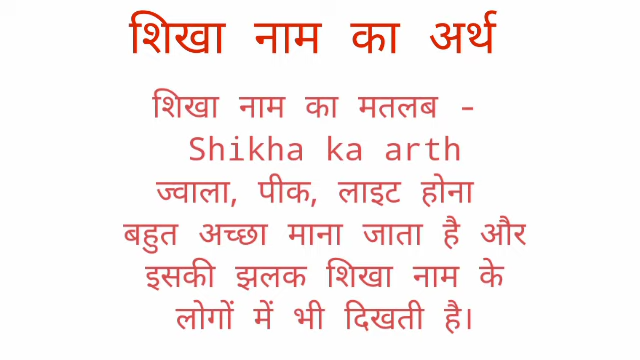 शिखा नाम का अर्थ
शिखा नाम का मतलब -
Shikha ka arth
ज्वाला, पीक, लाइट होना
बहुत अच्छा माना जाता है और
इसकी झलक शिखा नाम के
लोगों में भी दिखती है।